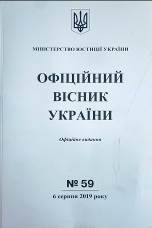 МІНІСТЕРСТВО ЮСТИЦІЇ УКРАЇНИ
ОФІЦІЙНИЙ
ВІСНИК
УКРАЇНИ
Офіційне видання
№ 59
6 серпня 2019 року